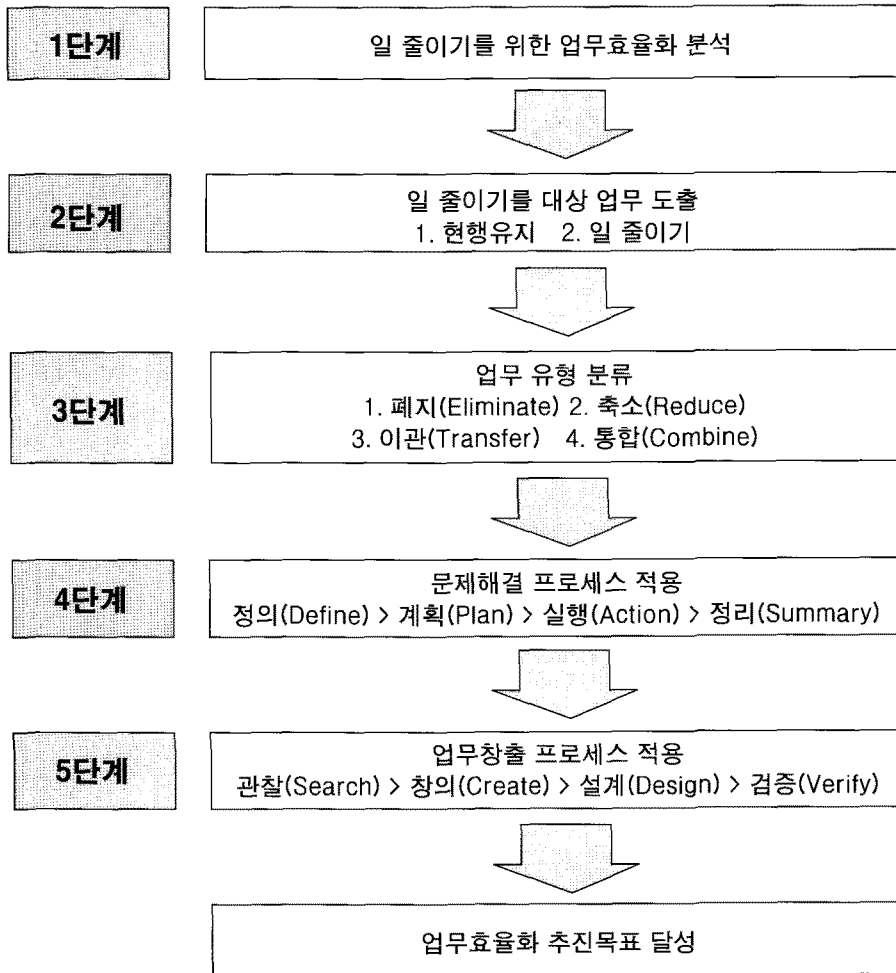 1단계
일 줄이기를 위한 업무효율화 분석
2단계
일 줄이기를 대상 업무 도출
1. 현행유지 2. 일 줄이기
3단계
업무 유형 분류
1. 폐지(Eliminate) 2. 축소(Reduce)
3. 이관(Transfer) 4. 통합(Combine)
4단계
문제해결 프로세스 적용
정의(Define) > 계획(Plan) > 실행(Action) > 정리(Summary)
5단계
업무창출 프로세스 적용
관찰(Search) > 창의(Create) > 설계(Design) > 검증(Verify)
업무효율화 추진목표 달성